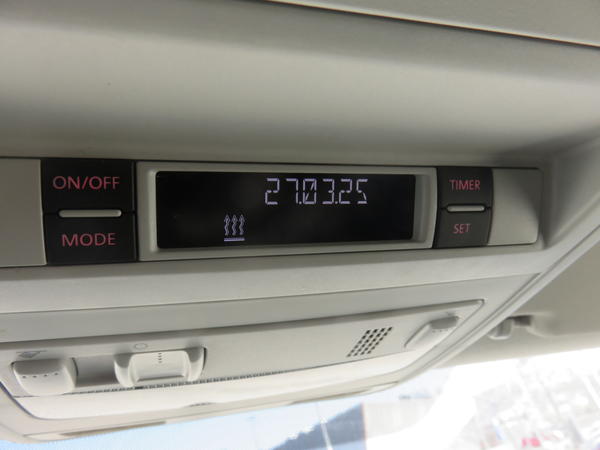 ON/OFF
27.03.25
TIMER
MODE
SET